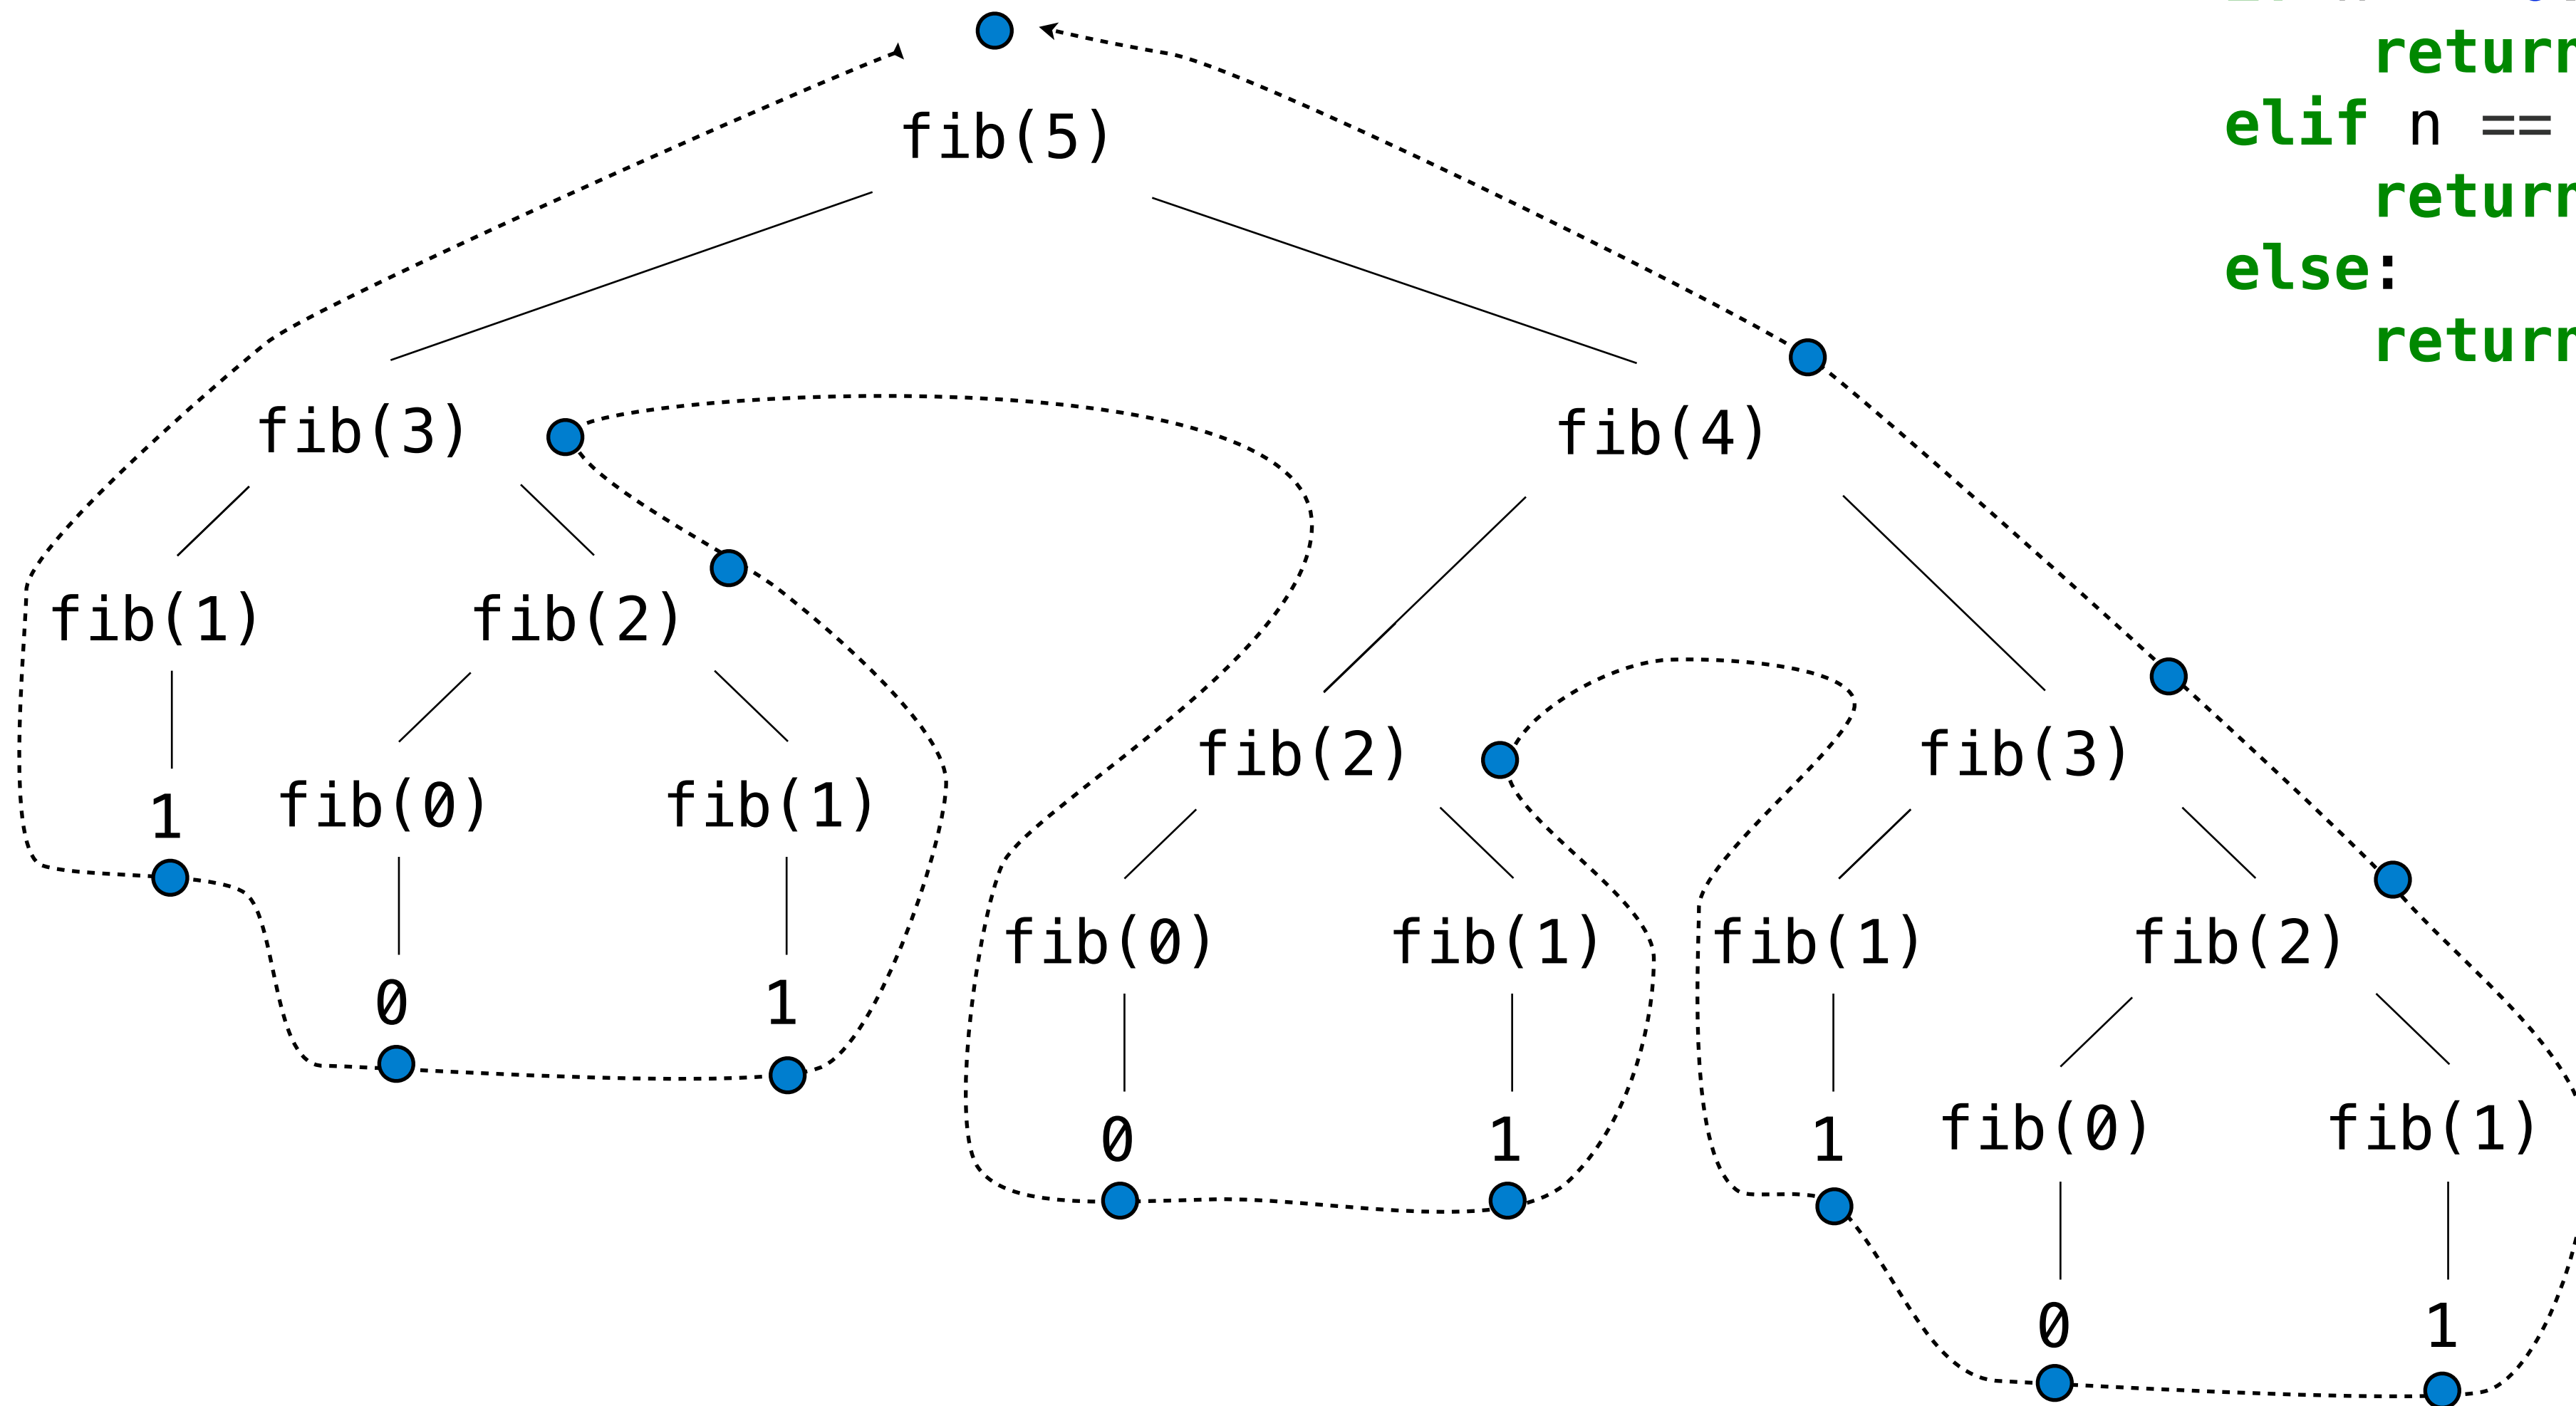 return
elif n ==
return
else:
return
fib(5)
fib(3) fib(4)
fib(1) fib(2)
fib(2) fib(3)
1 fib(0) fib(1)
fib(0) fib(1) fib(1) fib(2)
0 1
0 1 1 fib(0) fib(1)
0 1